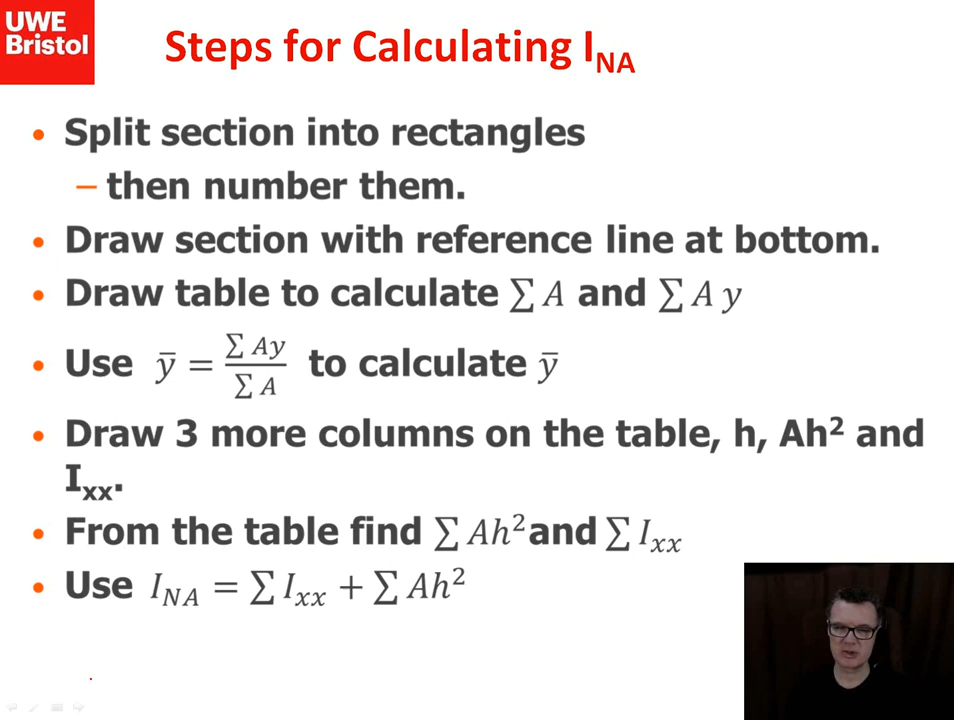 UWE
Bristol
Steps for Calculating I_NA
• Split section into rectangles
– then number them.
• Draw section with reference line at bottom.
• Draw table to calculate ∑ A and ∑ A y
• Use ȳ = ∑ Ay / ∑ A to calculate ȳ
• Draw 3 more columns on the table, h, Ah² and
I_xx.
• From the table find ∑ Ah² and ∑ I_xx
• Use I_NA = ∑ I_xx + ∑ Ah²